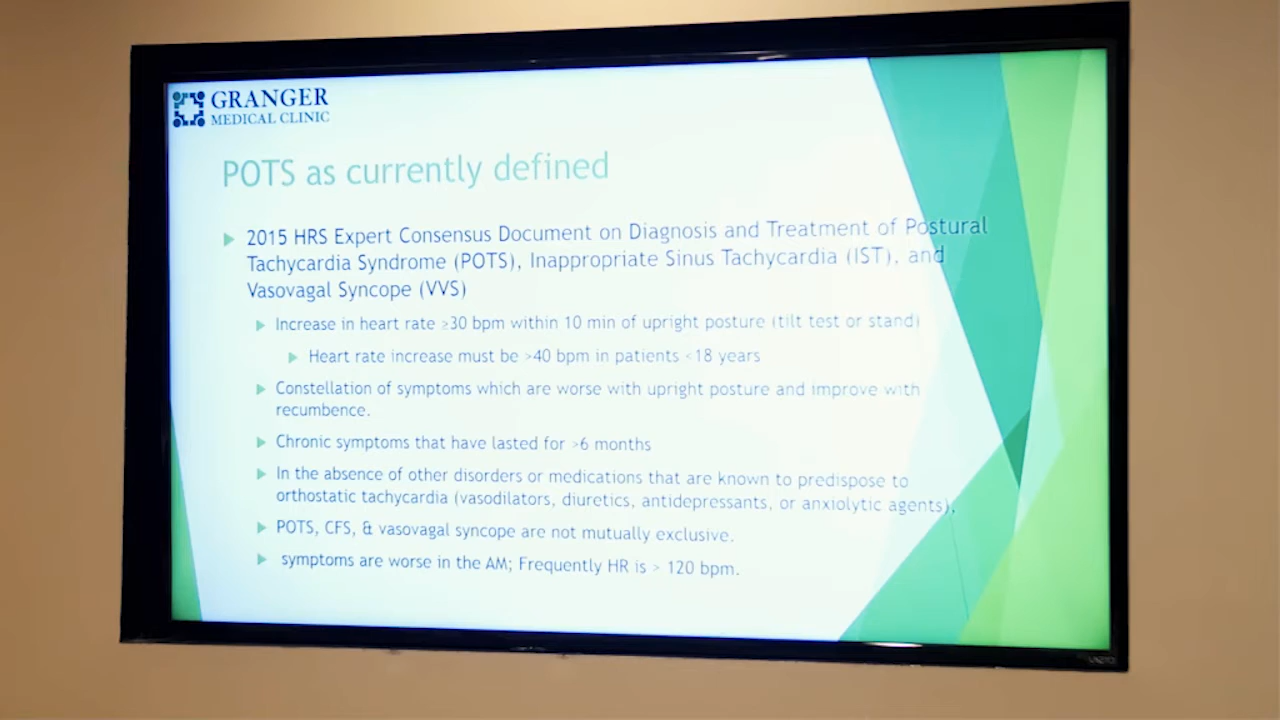 GRANGER
MEDICAL CLINIC
POTS as currently defined
2015 HRS Expert Consensus Document on Diagnosis and Treatment of Postural
Tachycardia Syndrome (POTS), Inappropriate Sinus Tachycardia (IST), and
Vasovagal Syncope (VVS)
Increase in heart rate ≥30 bpm within 10 min of upright posture (tilt test or stand)
Heart rate increase must be >40 bpm in patients <18 years
Constellation of symptoms which are worse with upright posture and improve with
recumbence.
Chronic symptoms that have lasted for >6 months
In the absence of other disorders or medications that are known to predispose to
orthostatic tachycardia (vasodilators, diuretics, antidepressants, or anxiolytic agents),
POTS, CFS, & vasovagal syncope are not mutually exclusive.
symptoms are worse in the AM; Frequently HR is > 120 bpm.